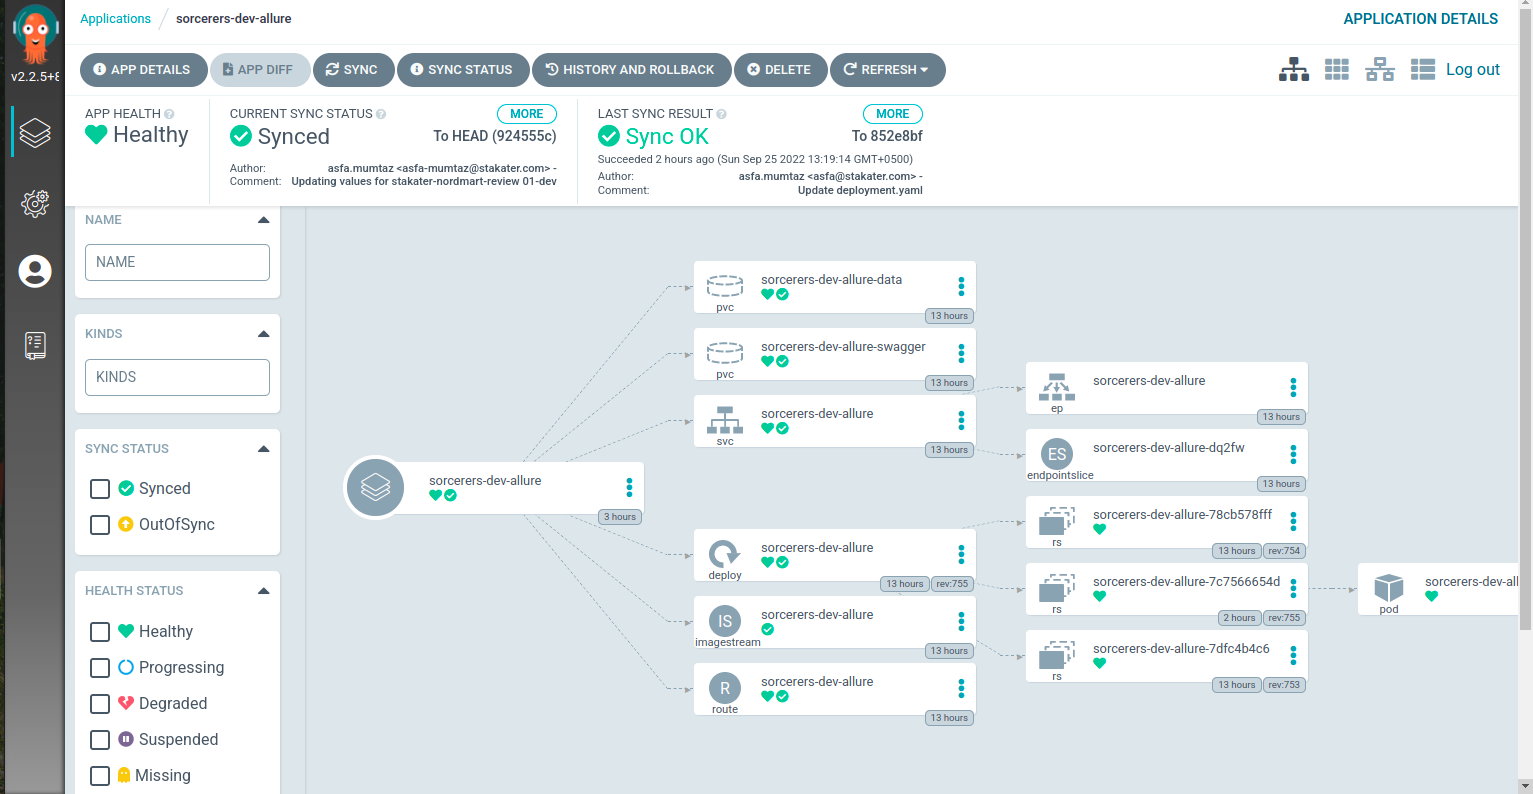 Applications
sorcerers-dev-allure
APPLICATION DETAILS
v2.2.5+8
APP DETAILS
APP DIFF
SYNC
SYNC STATUS
HISTORY AND ROLLBACK
DELETE
REFRESH
Log out
APP HEALTH
Healthy
CURRENT SYNC STATUS
MORE
Synced
To HEAD (924555c)
Author: asfa.mumtaz <asfa-mumtaz@stakater.com> -
Comment: Updating values for stakater-nordmart-review 01-dev
LAST SYNC RESULT
MORE
Sync OK
To 852e8bf
Succeeded 2 hours ago (Sun Sep 25 2022 13:19:14 GMT+0500)
Author: asfa.mumtaz <asfa@stakater.com> -
Comment: Update deployment.yaml
NAME
NAME
KINDS
KINDS
SYNC STATUS
Synced
OutOfSync
HEALTH STATUS
Healthy
Progressing
Degraded
Suspended
Missing
sorcerers-dev-allure
3 hours
sorcerers-dev-allure-data
pvc
13 hours
sorcerers-dev-allure-swagger
pvc
13 hours
sorcerers-dev-allure
svc
13 hours
sorcerers-dev-allure
deploy
13 hours
rev:755
IS
sorcerers-dev-allure
imagestream
13 hours
R
sorcerers-dev-allure
route
13 hours
sorcerers-dev-allure
ep
13 hours
ES
sorcerers-dev-allure-dq2fw
endpointslice
13 hours
sorcerers-dev-allure-78cb578fff
rs
13 hours
rev:754
sorcerers-dev-allure-7c7566654d
rs
2 hours
rev:755
sorcerers-dev-allure-7dfc4b4c6
rs
13 hours
rev:753
sorcerers-dev-all
pod